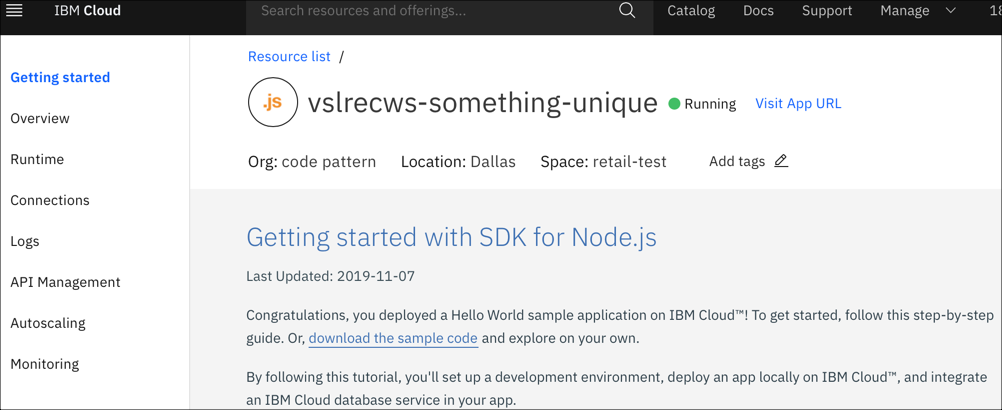 IBM Cloud Search resources and offerings... Catalog Docs Support Manage 18
Resource list /
Getting started
.js vslrecws-something-unique Running Visit App URL
Overview
Runtime
Org: code pattern Location: Dallas Space: retail-test Add tags
Connections
Logs
API Management
Autoscaling
Monitoring
Getting started with SDK for Node.js
Last Updated: 2019-11-07
Congratulations, you deployed a Hello World sample application on IBM Cloud™! To get started, follow this step-by-step
guide. Or, download the sample code and explore on your own.
By following this tutorial, you'll set up a development environment, deploy an app locally on IBM Cloud™, and integrate
an IBM Cloud database service in your app.